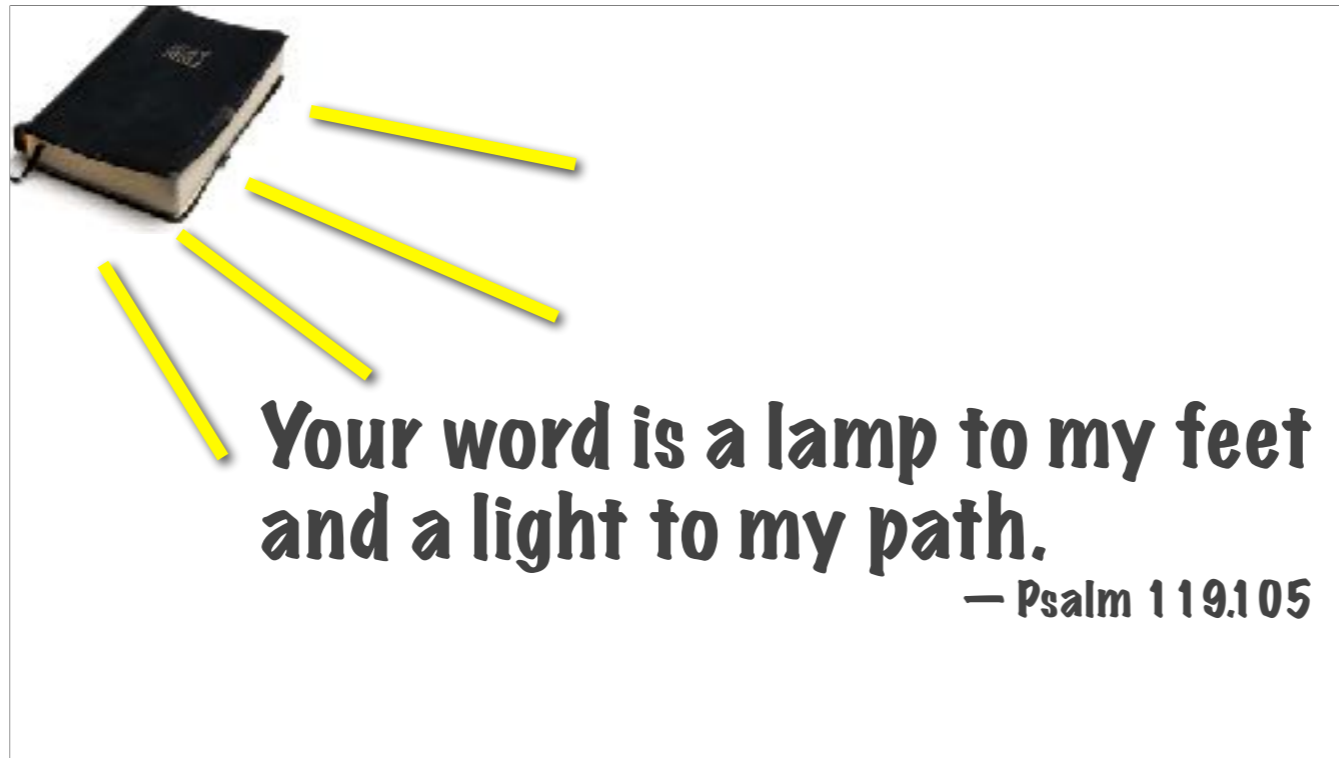 Your word is a lamp to my feet
and a light to my path.
— Psalm 119.105